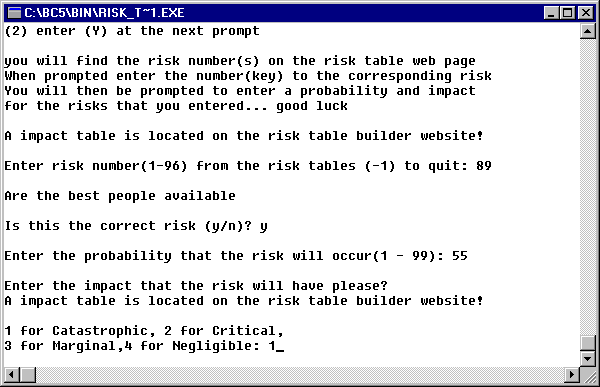 C:\BC5\BIN\RISK_T~1.EXE
(2) enter (Y) at the next prompt
you will find the risk number(s) on the risk table web page
When prompted enter the number(key) to the corresponding risk
You will then be prompted to enter a probability and impact
for the risks that you entered... good luck
A impact table is located on the risk table builder website!
Enter risk number(1-96) from the risk tables (-1) to quit: 89
Are the best people available
Is this the correct risk (y/n)? y
Enter the probability that the risk will occur(1 - 99): 55
Enter the impact that the risk will have please?
A impact table is located on the risk table builder website!
1 for Catastrophic, 2 for Critical,
3 for Marginal,4 for Negligible: 1_